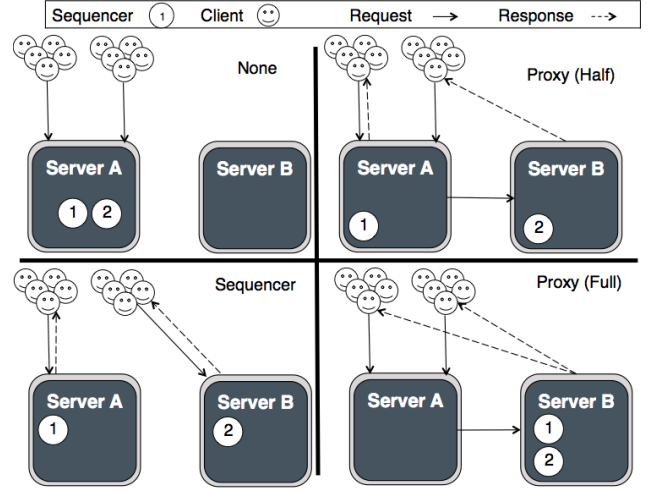 Sequencer 1 Client Request Response
None
Server A
Server B
1 2
Proxy (Half)
Server A
Server B
1
2
Sequencer
Server A
Server B
1
2
Proxy (Full)
Server A
Server B
1
2